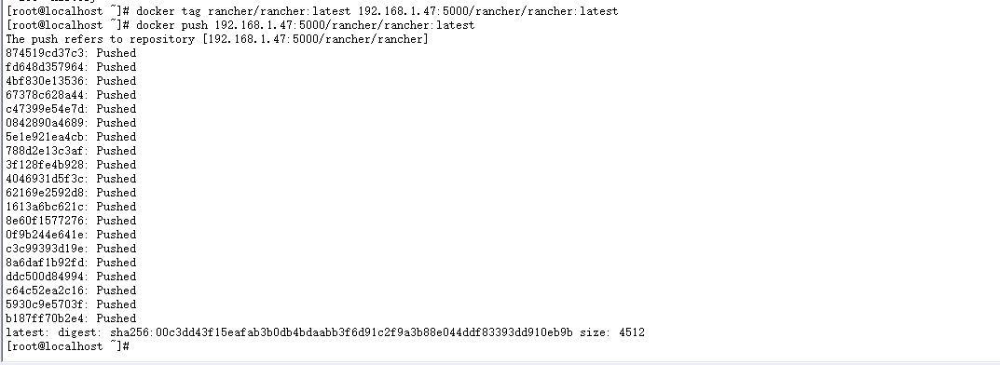 [root@localhost ~]# docker tag rancher/rancher:latest 192.168.1.47:5000/rancher/rancher:latest
[root@localhost ~]# docker push 192.168.1.47:5000/rancher/rancher:latest
The push refers to repository [192.168.1.47:5000/rancher/rancher]
874519cd37c3: Pushed
fd648d357964: Pushed
4bf830e13536: Pushed
67378c628a44: Pushed
c47399e54e7d: Pushed
0842890a4689: Pushed
5e1e921ea4cb: Pushed
788d2e13c3af: Pushed
3f128fe4b928: Pushed
4046931d5f3c: Pushed
62169e2592d8: Pushed
1613a6bc621c: Pushed
8e60f1577276: Pushed
0f9b244e641e: Pushed
c3c99393d19e: Pushed
8a6daf1b92fd: Pushed
ddc500d84994: Pushed
c64c52ea2c16: Pushed
5930c9e5703f: Pushed
b187ff70b2e4: Pushed
latest: digest: sha256:00c3dd43f15eafab3b0db4bdaabb3f6d91c2f9a3b88e044ddf83393dd910eb9b size: 4512
[root@localhost ~]#